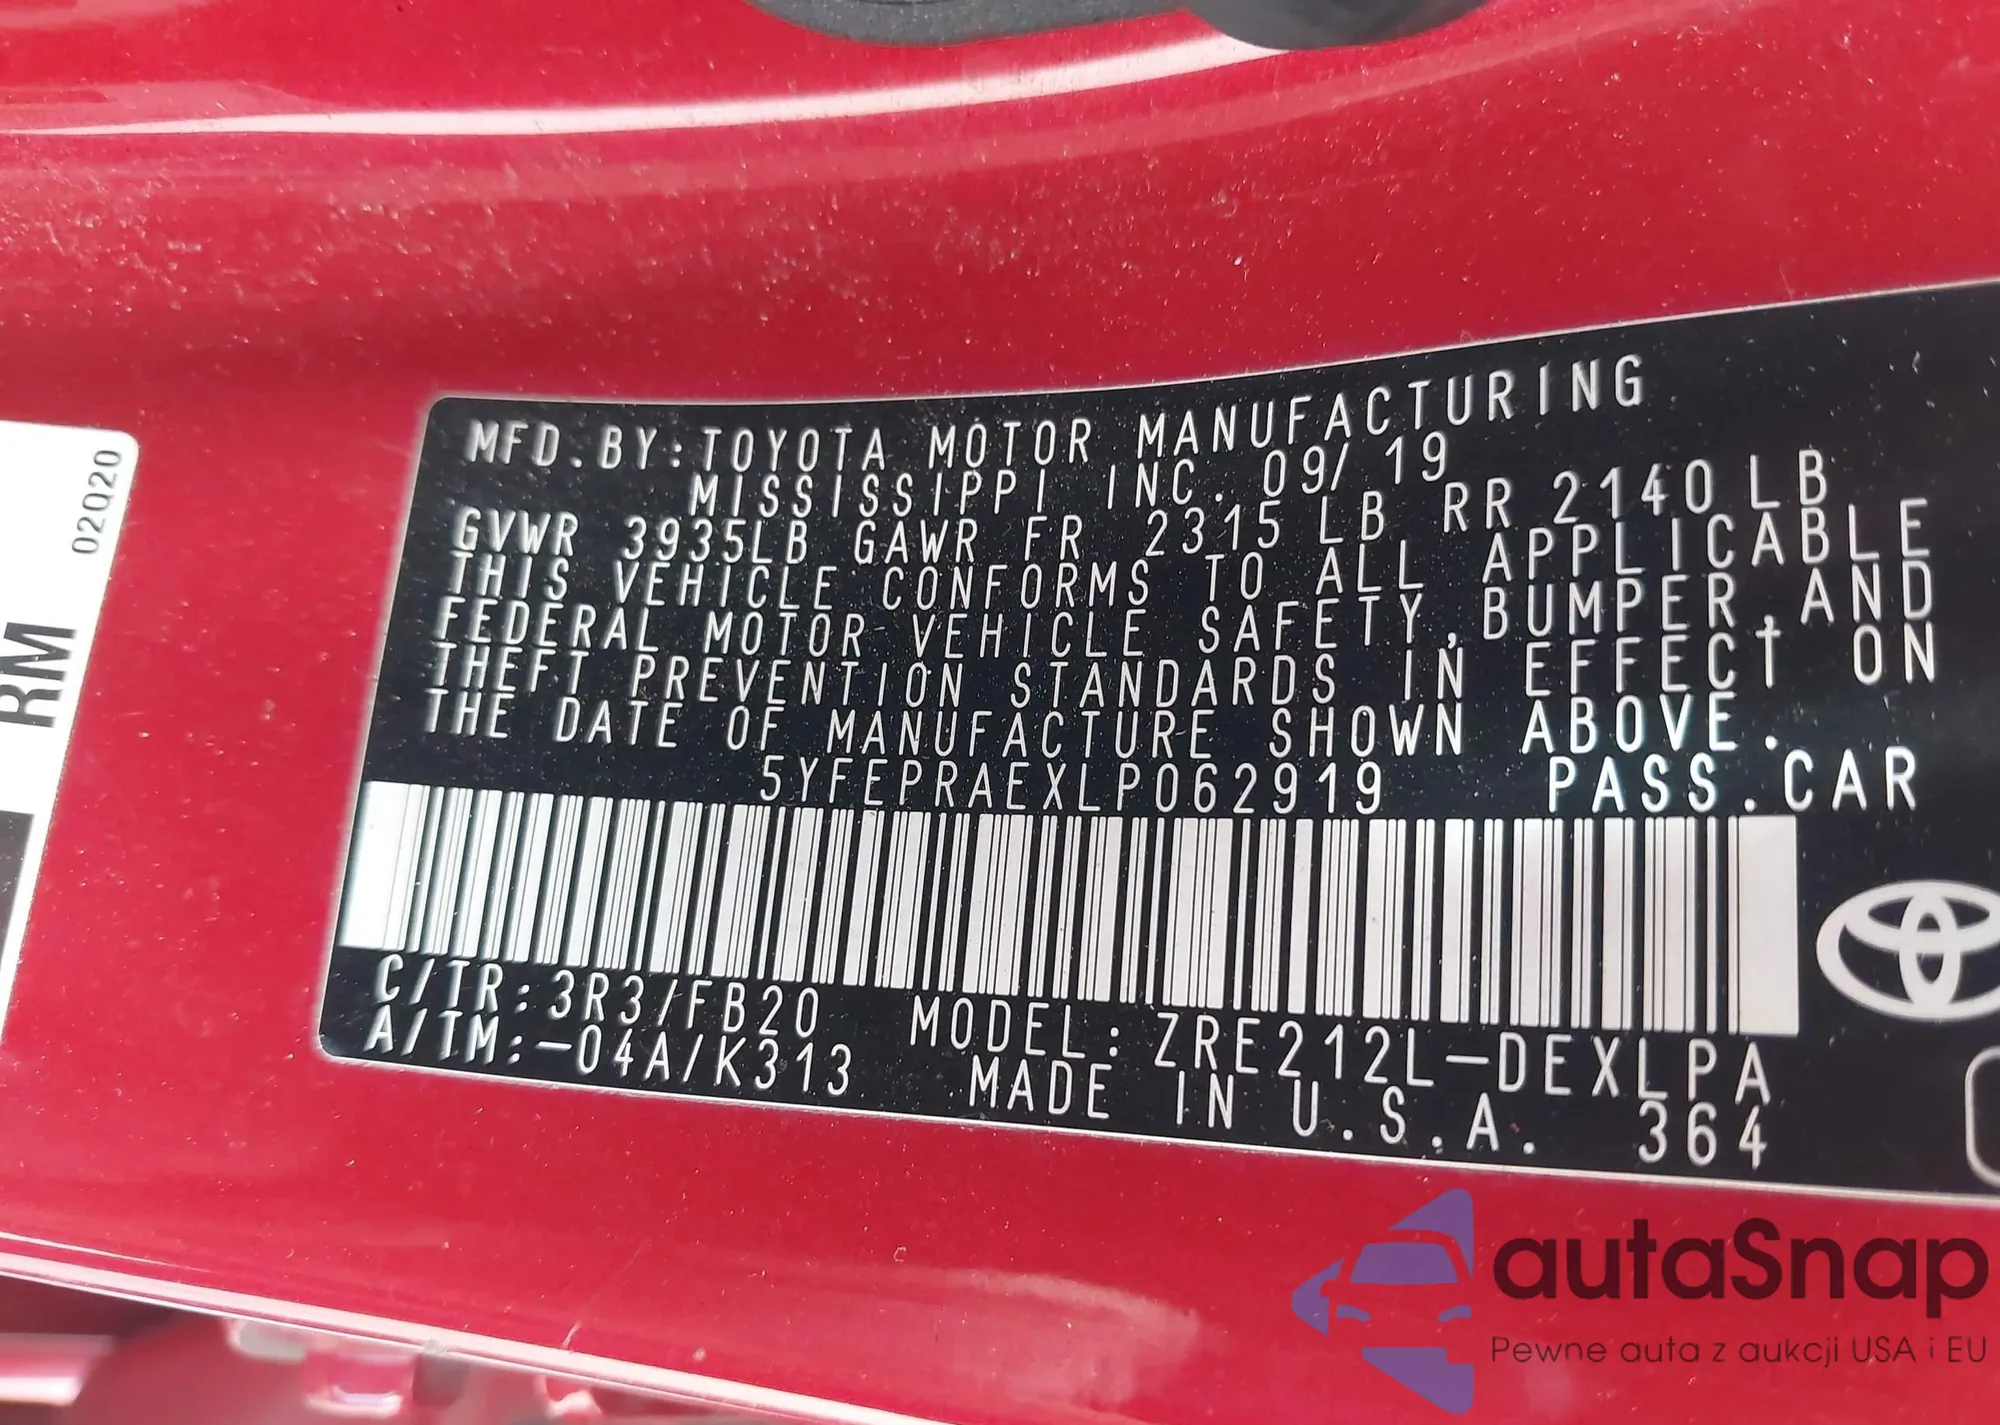 MFD.BY:TOYOTA MOTOR MANUFACTURING
MISSISSIPPI INC. 09/19
GVWR 3935LB GAWR FR 2315 LB RR 2140 LB
THIS VEHICLE CONFORMS TO ALL APPLICABLE
FEDERAL MOTOR VEHICLE SAFETY,BUMPER,AND
THEFT PREVENTION STANDARDS IN EFFECT ON
THE DATE OF MANUFACTURE SHOWN ABOVE.
5YFEPRAEXLP062919 PASS.CAR
C/TR:3R3/FB20 MODEL:ZRE212L-DEXLPA
A/TM:-04A/K313 MADE IN U.S.A. 364
02Q20
RM
autaSnap
Pewne auta z aukcji USA i EU